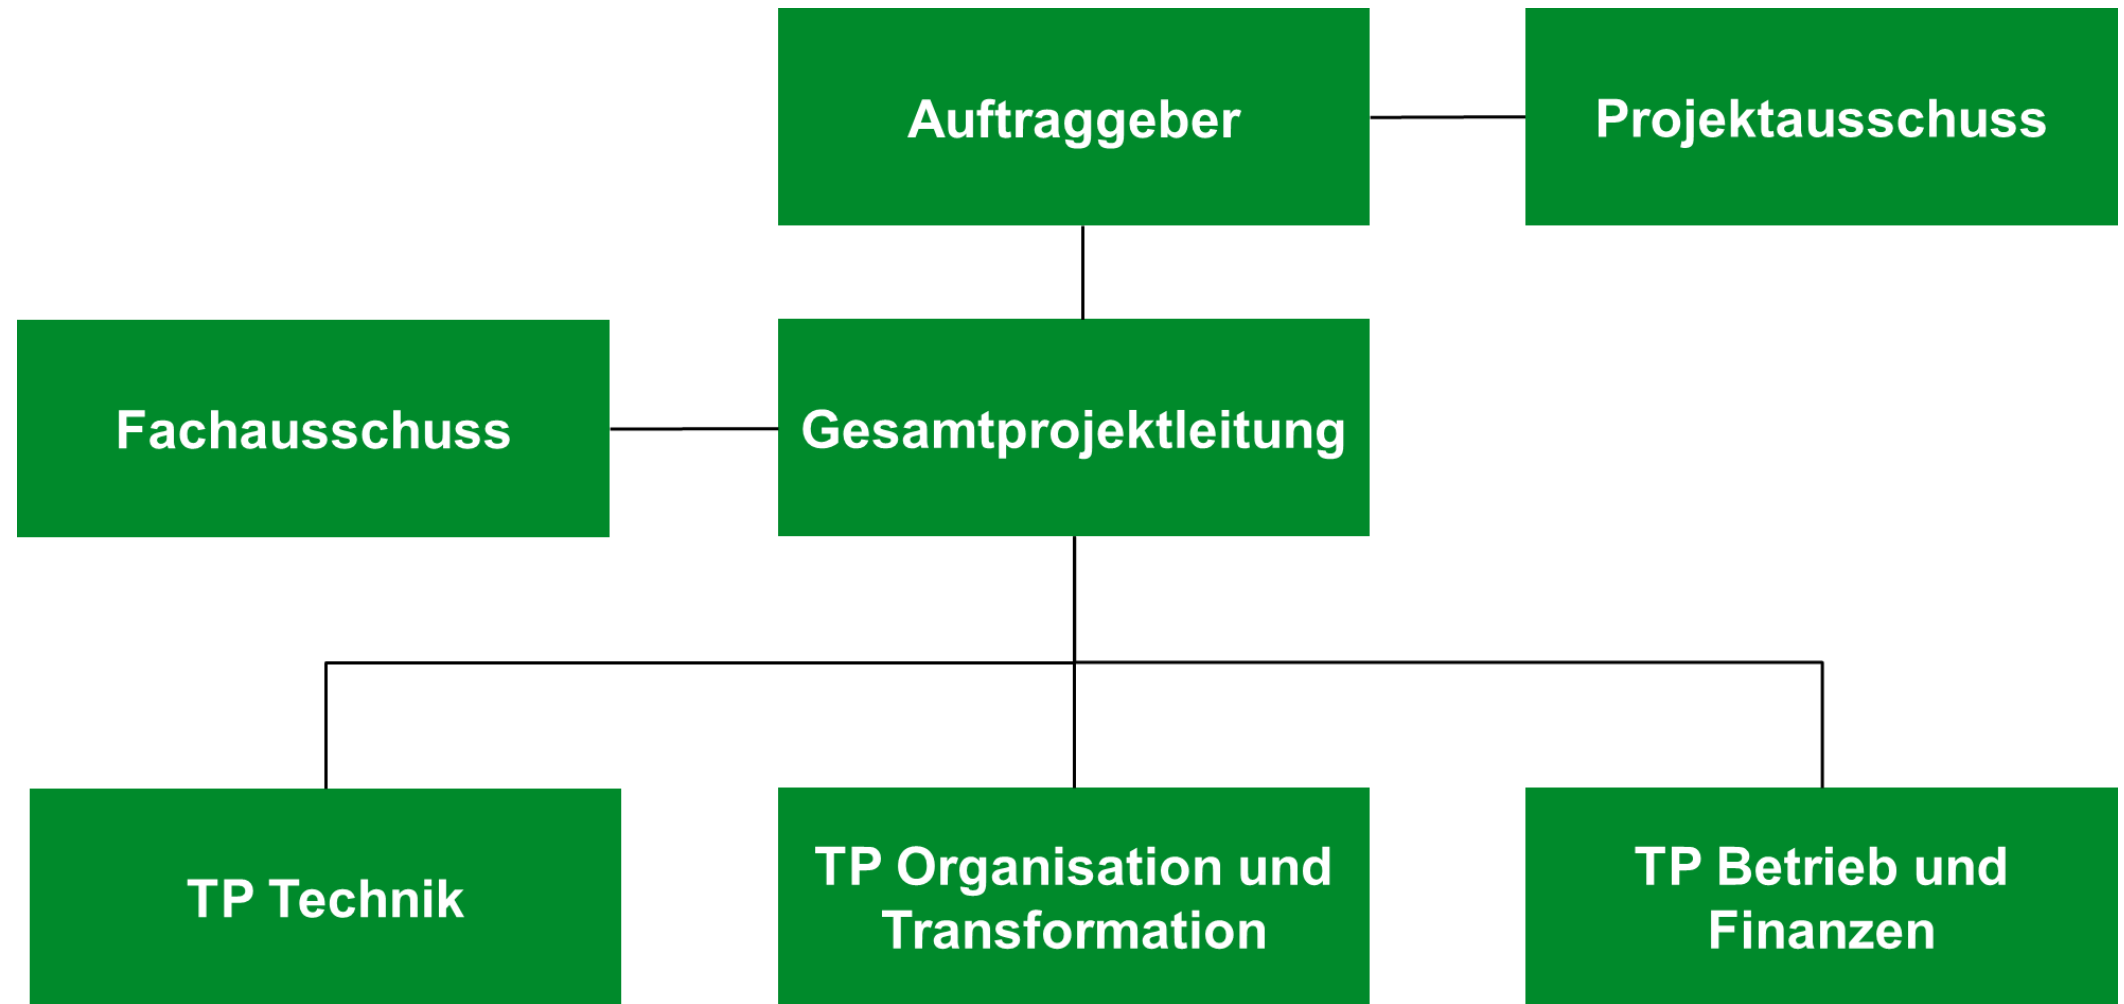 Auftraggeber
Projektausschuss
Fachausschuss
Gesamtprojektleitung
TP Technik
TP Organisation und
Transformation
TP Betrieb und
Finanzen